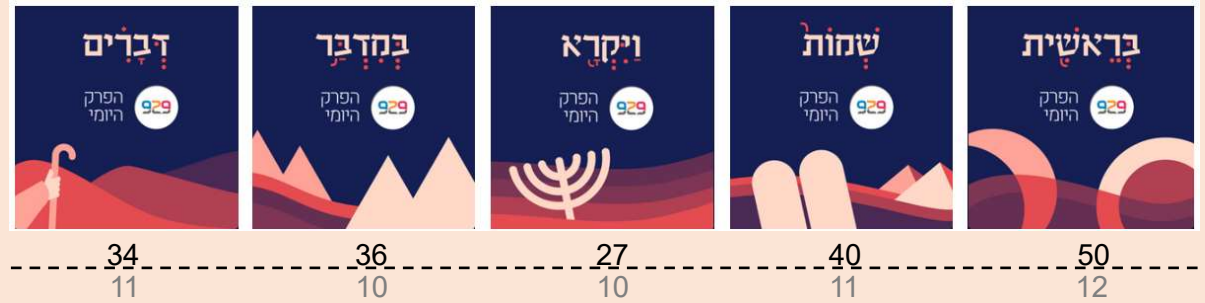 בְּרֵאשִׁ֖ית
929 הפרק
היומי
שְׁמוֹת֙
929 הפרק
היומי
וַיִּקְרָ֖א
929 הפרק
היומי
בְּמִדְבַּ֥ר
929 הפרק
היומי
דְּבָרִ֗ים
929 הפרק
היומי
50 40 27 36 34
12 11 10 10 11